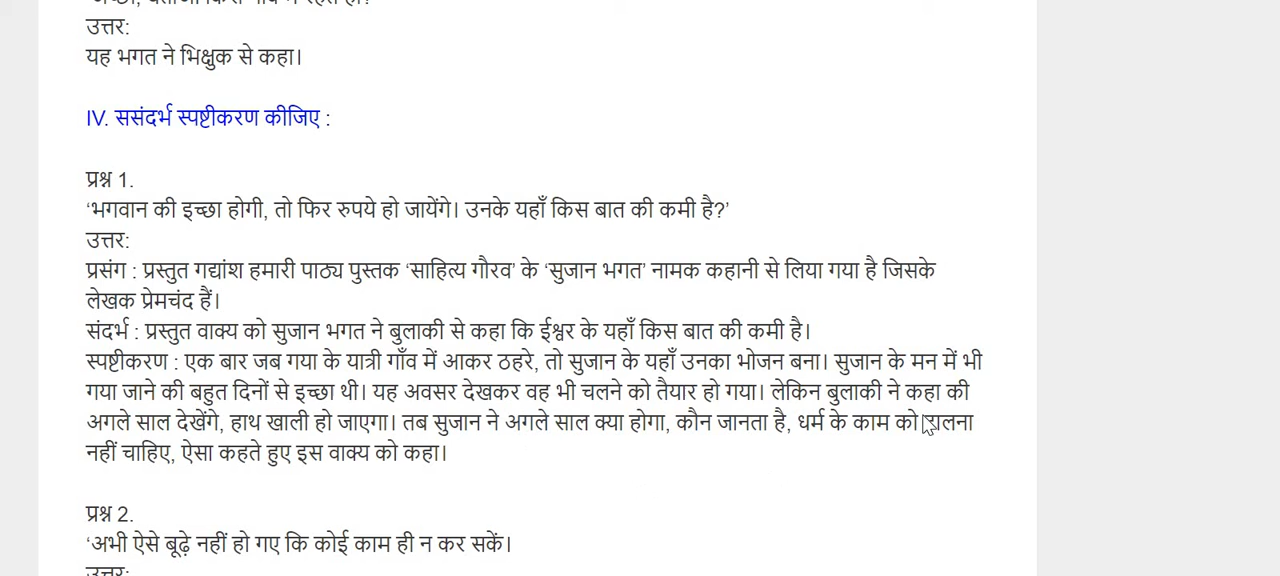 उत्तर:
यह भगत ने भिक्षुक से कहा।
IV. ससंदर्भ स्पष्टीकरण कीजिए :
प्रश्न 1.
‘भगवान की इच्छा होगी, तो फिर रुपये हो जायेंगे। उनके यहाँ किस बात की कमी है?’
उत्तर:
प्रसंग : प्रस्तुत गद्यांश हमारी पाठ्य पुस्तक ‘साहित्य गौरव’ के ‘सुजान भगत’ नामक कहानी से लिया गया है जिसके
लेखक प्रेमचंद हैं।
संदर्भ : प्रस्तुत वाक्य को सुजान भगत ने बुलाकी से कहा कि ईश्वर के यहाँ किस बात की कमी है।
स्पष्टीकरण : एक बार जब गया के यात्री गाँव में आकर ठहरे, तो सुजान के यहाँ उनका भोजन बना। सुजान के मन में भी
गया जाने की बहुत दिनों से इच्छा थी। यह अवसर देखकर वह भी चलने को तैयार हो गया। लेकिन बुलाकी ने कहा की
अगले साल देखेंगे, हाथ खाली हो जाएगा। तब सुजान ने अगले साल क्या होगा, कौन जानता है, धर्म के काम को टालना
नहीं चाहिए, ऐसा कहते हुए इस वाक्य को कहा।
प्रश्न 2.
‘अभी ऐसे बूढ़े नहीं हो गए कि कोई काम ही न कर सकें।
उत्तर: